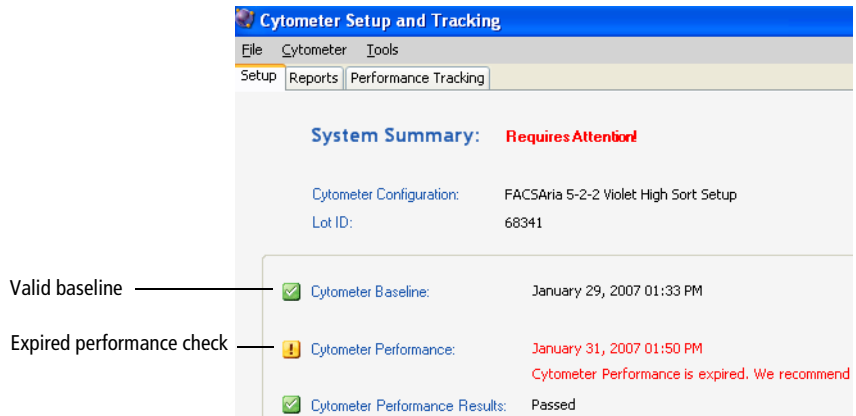 Cytometer Setup and Tracking
File Cytometer Tools
Setup Reports Performance Tracking
System Summary: Requires Attention!
Cytometer Configuration: FACSAria 5-2-2 Violet High Sort Setup
Lot ID: 68341
Valid baseline
Cytometer Baseline: January 29, 2007 01:33 PM
Expired performance check
Cytometer Performance: January 31, 2007 01:50 PM
Cytometer Performance is expired. We recommend
Cytometer Performance Results: Passed